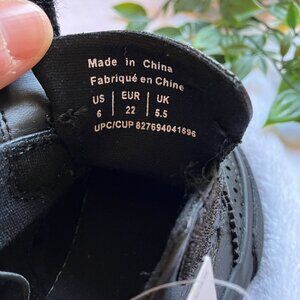 Made in China
Fabriqué en Chine
US EUR UK
6 22 5.5
UPC/CUP 827694041696